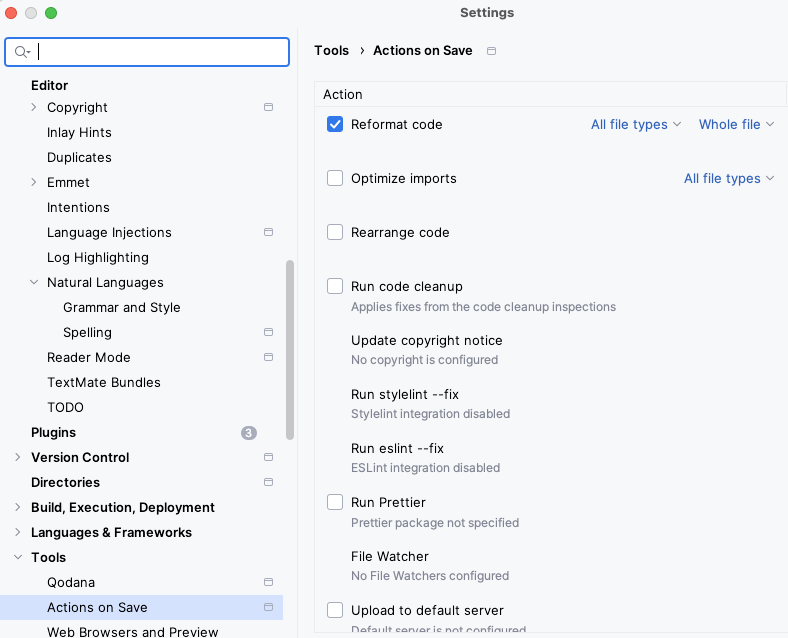 Settings
Editor
Copyright
Inlay Hints
Duplicates
Emmet
Intentions
Language Injections
Log Highlighting
Natural Languages
Grammar and Style
Spelling
Reader Mode
TextMate Bundles
TODO
Plugins 3
Version Control
Directories
Build, Execution, Deployment
Languages & Frameworks
Tools
Qodana
Actions on Save
Web Browsers and Preview
Tools › Actions on Save
Action
Reformat code All file types Whole file
Optimize imports All file types
Rearrange code
Run code cleanup
Applies fixes from the code cleanup inspections
Update copyright notice
No copyright is configured
Run stylelint --fix
Stylelint integration disabled
Run eslint --fix
ESLint integration disabled
Run Prettier
Prettier package not specified
File Watcher
No File Watchers configured
Upload to default server
Default server is not configured